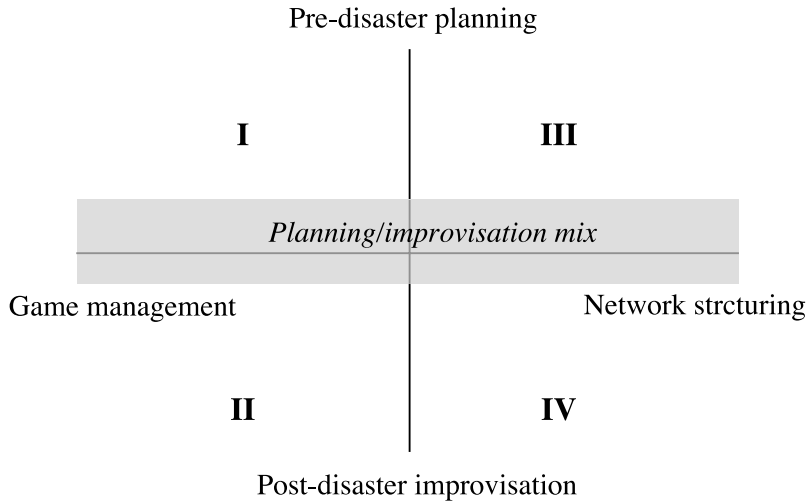 Pre-disaster planning
I
III
Planning/improvisation mix
Game management
Network strcturing
II
IV
Post-disaster improvisation